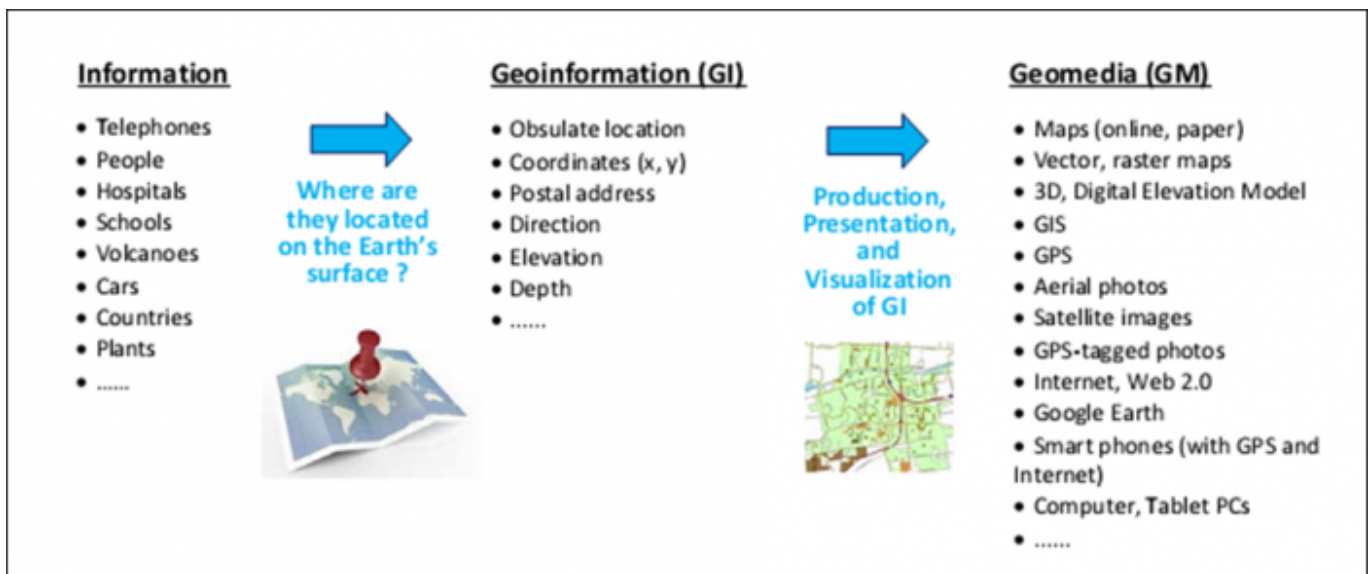 Information
• Telephones
• People
• Hospitals
• Schools
• Volcanoes
• Cars
• Countries
• Plants
• ......
Where are
they located
on the Earth's
surface ?
Geoinformation (GI)
• Obsulate location
• Coordinates (x, y)
• Postal address
• Direction
• Elevation
• Depth
• ......
Production,
Presentation,
and
Visualization
of GI
Geomedia (GM)
• Maps (online, paper)
• Vector, raster maps
• 3D, Digital Elevation Model
• GIS
• GPS
• Aerial photos
• Satellite images
• GPS-tagged photos
• Internet, Web 2.0
• Google Earth
• Smart phones (with GPS and
Internet)
• Computer, Tablet PCs
• ......